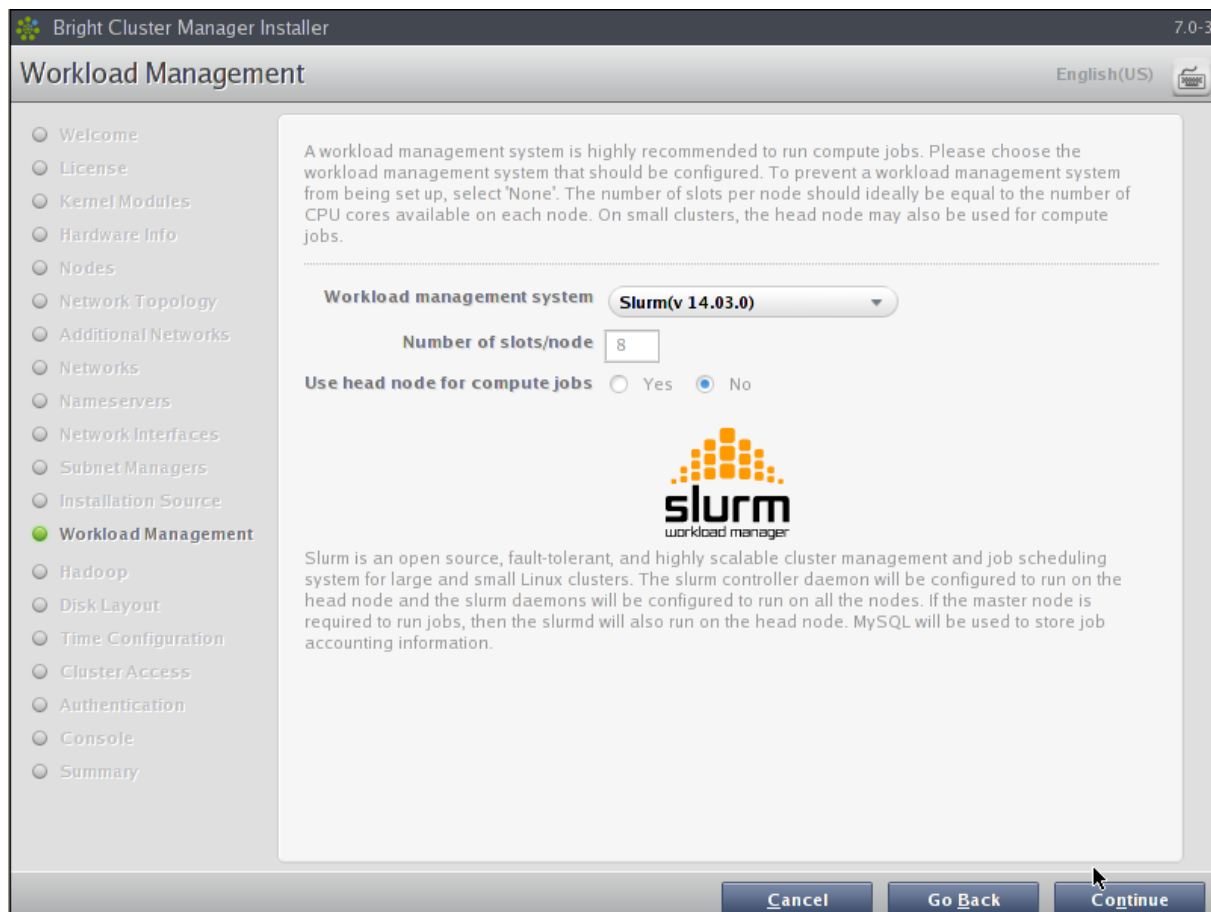 Bright Cluster Manager Installer
7.0-3
Workload Management
English(US)
Welcome
License
Kernel Modules
Hardware Info
Nodes
Network Topology
Additional Networks
Networks
Nameservers
Network Interfaces
Subnet Managers
Installation Source
Workload Management
Hadoop
Disk Layout
Time Configuration
Cluster Access
Authentication
Console
Summary
A workload management system is highly recommended to run compute jobs. Please choose the
workload management system that should be configured. To prevent a workload management system
from being set up, select 'None'. The number of slots per node should ideally be equal to the number of
CPU cores available on each node. On small clusters, the head node may also be used for compute
jobs.
Workload management system Slurm(v 14.03.0)
Number of slots/node 8
Use head node for compute jobs Yes No
slurm
workload manager
Slurm is an open source, fault-tolerant, and highly scalable cluster management and job scheduling
system for large and small Linux clusters. The slurm controller daemon will be configured to run on the
head node and the slurm daemons will be configured to run on all the nodes. If the master node is
required to run jobs, then the slurmd will also run on the head node. MySQL will be used to store job
accounting information.
Cancel Go Back Continue